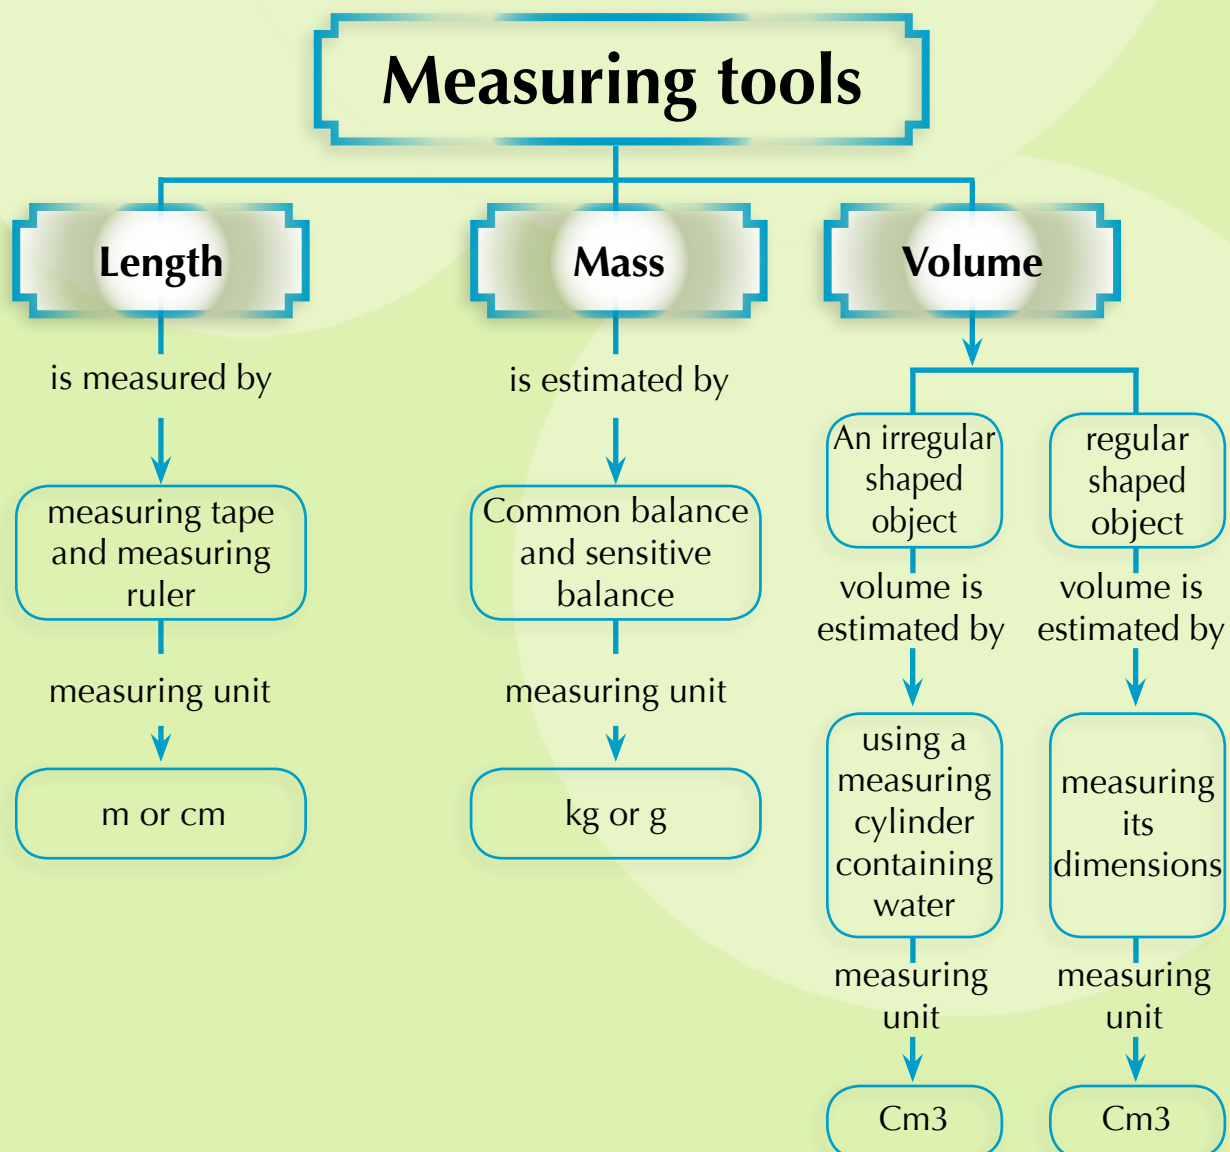 Measuring tools
Length
is measured by
measuring tape
and measuring
ruler
measuring unit
m or cm
Mass
is estimated by
Common balance
and sensitive
balance
measuring unit
kg or g
Volume
An irregular
shaped
object
volume is
estimated by
using a
measuring
cylinder
containing
water
measuring
unit
Cm3
regular
shaped
object
volume is
estimated by
measuring
its
dimensions
measuring
unit
Cm3